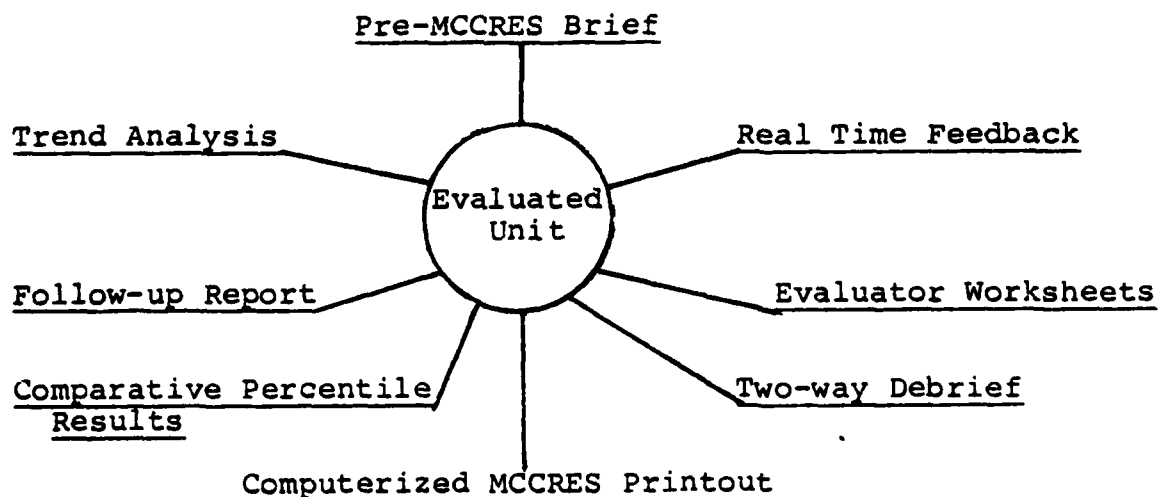 Pre-MCCRES Brief
Trend Analysis
Real Time Feedback
Evaluated
Unit
Follow-up Report
Evaluator Worksheets
Comparative Percentile
Results
Two-way Debrief
Computerized MCCRES Printout